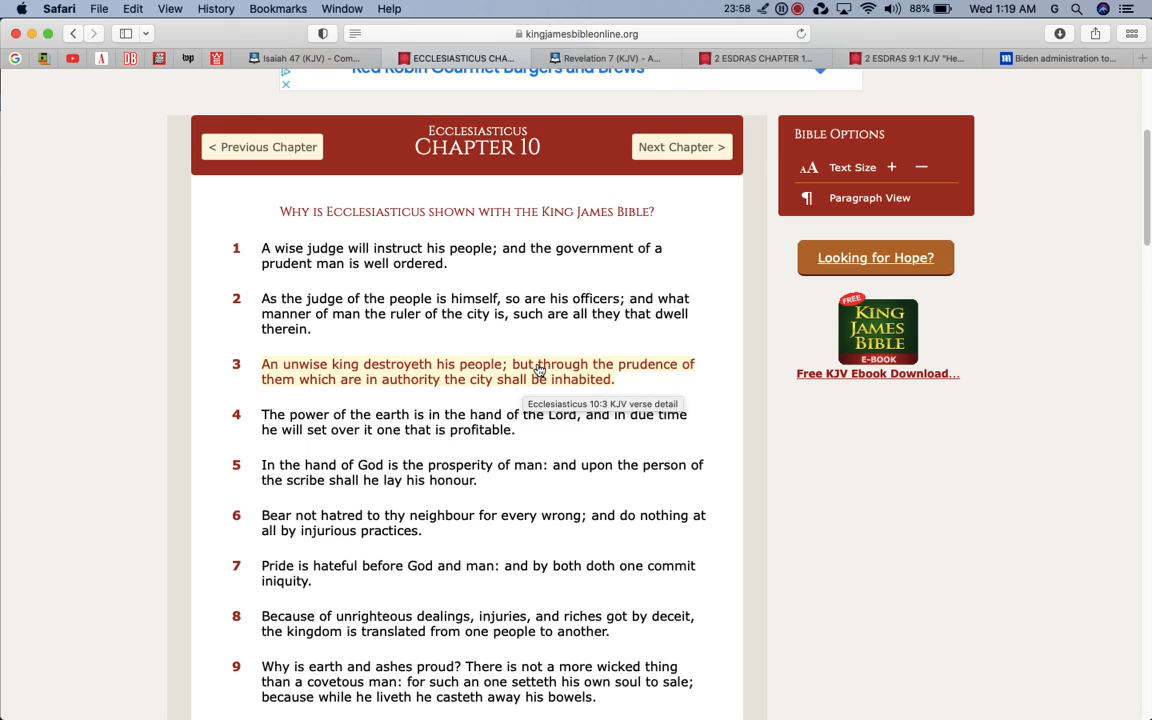 Safari File Edit View History Bookmarks Window Help 23:58 88% Wed 1:19 AM G
kingjamesbibleonline.org
G DB top Isaiah 47 (KJV) - Com... ECCLESIASTICUS CHA... Revelation 7 (KJV) - A... 2 ESDRAS CHAPTER 1... 2 ESDRAS 9:1 KJV "He... Biden administration to...
Red Robin Gourmet Burgers and Brews
< Previous Chapter
Ecclesiasticus
Chapter 10
Next Chapter >
Why is Ecclesiasticus shown with the King James Bible?
1 A wise judge will instruct his people; and the government of a
prudent man is well ordered.
2 As the judge of the people is himself, so are his officers; and what
manner of man the ruler of the city is, such are all they that dwell
therein.
3 An unwise king destroyeth his people; but through the prudence of
them which are in authority the city shall be inhabited.
Ecclesiasticus 10:3 KJV verse detail
4 The power of the earth is in the hand of the Lord, and in due time
he will set over it one that is profitable.
5 In the hand of God is the prosperity of man: and upon the person of
the scribe shall he lay his honour.
6 Bear not hatred to thy neighbour for every wrong; and do nothing at
all by injurious practices.
7 Pride is hateful before God and man: and by both doth one commit
iniquity.
8 Because of unrighteous dealings, injuries, and riches got by deceit,
the kingdom is translated from one people to another.
9 Why is earth and ashes proud? There is not a more wicked thing
than a covetous man: for such an one setteth his own soul to sale;
because while he liveth he casteth away his bowels.
Bible Options
AA Text Size + −
¶ Paragraph View
Looking for Hope?
FREE
KING
JAMES
BIBLE
E-BOOK
Free KJV Ebook Download...